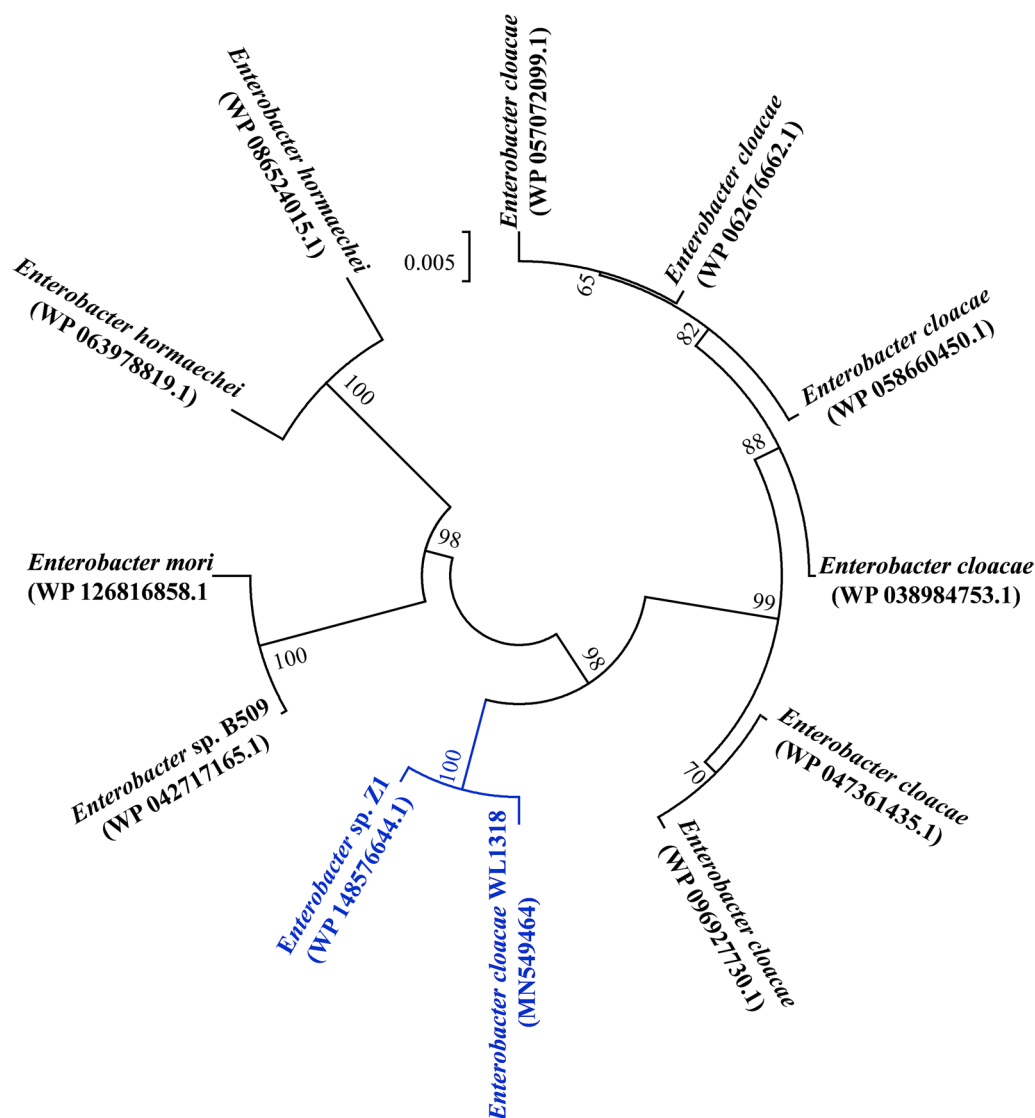 Enterobacter cloacae
(WP 057072099.1)
Enterobacter cloacae
(WP 062676662.1)
Enterobacter cloacae
(WP 058660450.1)
Enterobacter cloacae
(WP 038984753.1)
Enterobacter cloacae
(WP 047361435.1)
Enterobacter cloacae
(WP 096927730.1)
Enterobacter cloacae WL1318
(MN549464)
Enterobacter sp. Z1
(WP 148576644.1)
Enterobacter sp. B509
(WP 042717165.1)
Enterobacter mori
(WP 126816858.1
Enterobacter hormaechei
(WP 063978819.1)
Enterobacter hormaechei
(WP 086524015.1)
0.005
65
82
88
99
70
98
100
100
98
100